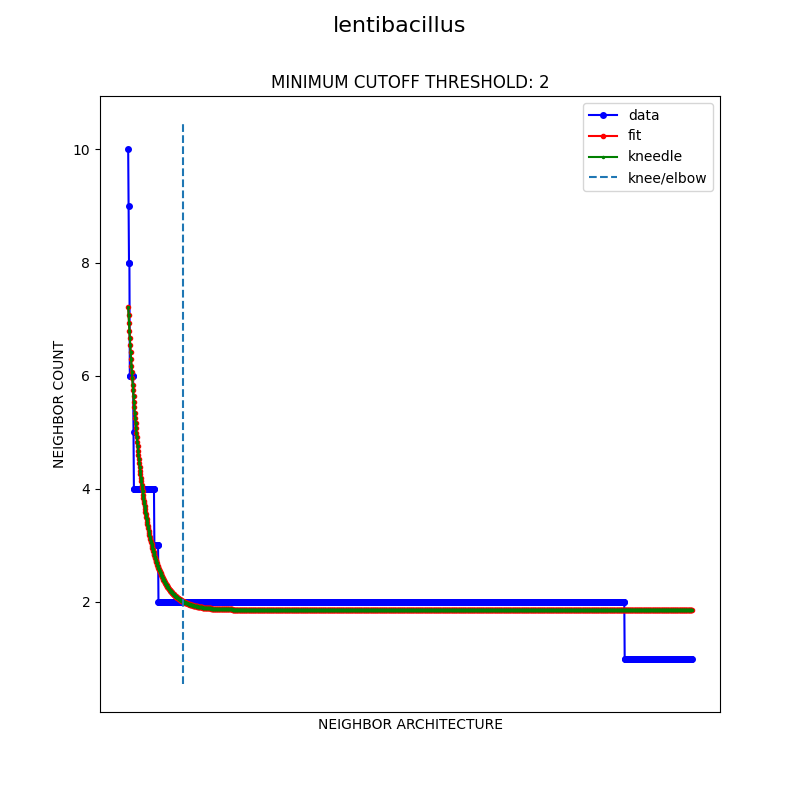 lentibacillus
MINIMUM CUTOFF THRESHOLD: 2
data
fit
kneedle
knee/elbow
10
8
6
4
2
NEIGHBOR COUNT
NEIGHBOR ARCHITECTURE